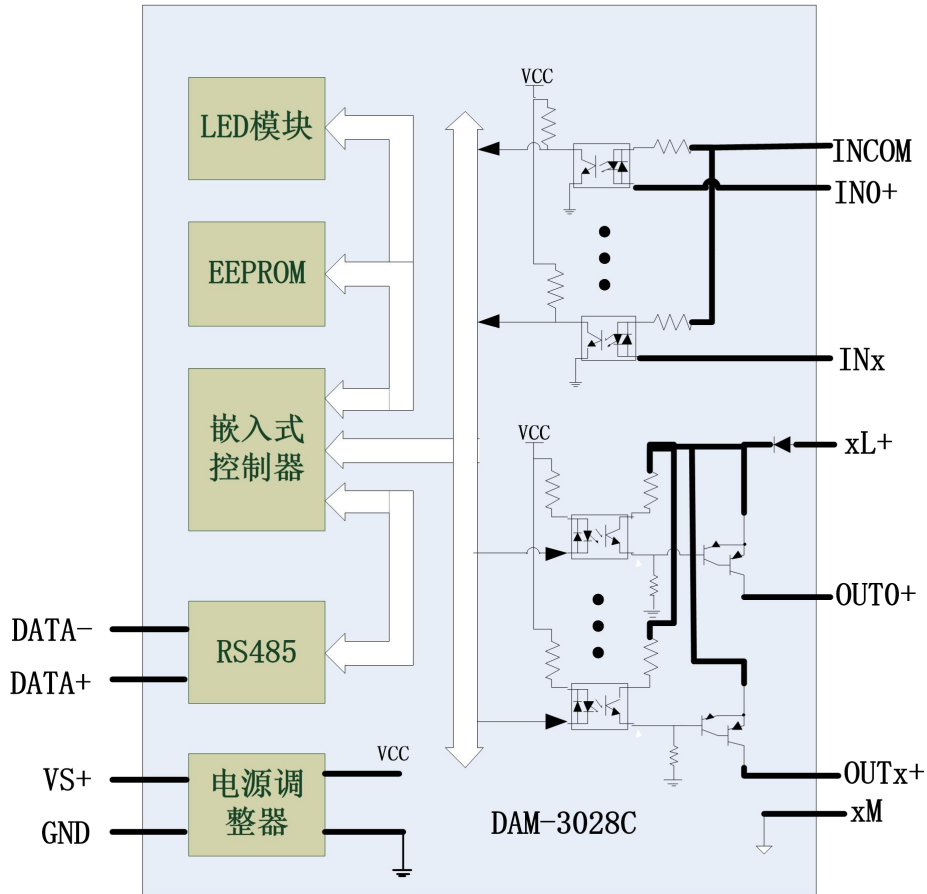 LED模块
EEPROM
嵌入式
控制器
RS485
电源调
整器
DATA-
DATA+
VS+
GND
VCC
VCC
INCOM
IN0+
INx
VCC
xL+
OUT0+
OUTx+
xM
DAM-3028C